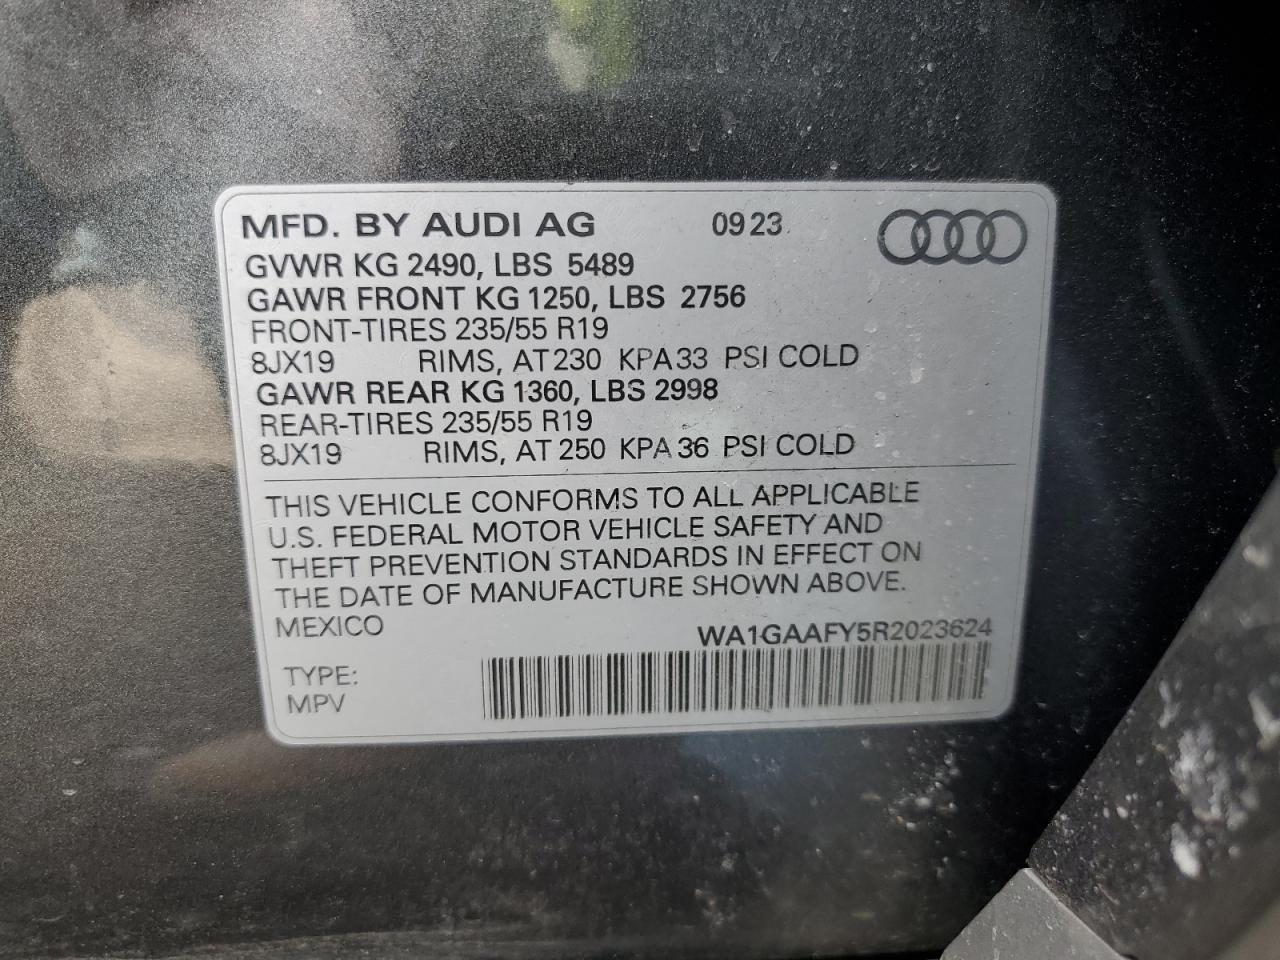 MFD. BY AUDI AG 09 23
GVWR KG 2490, LBS 5489
GAWR FRONT KG 1250, LBS 2756
FRONT-TIRES 235/55 R19
8JX19 RIMS, AT 230 KPA 33 PSI COLD
GAWR REAR KG 1360, LBS 2998
REAR-TIRES 235/55 R19
8JX19 RIMS, AT 250 KPA 36 PSI COLD
THIS VEHICLE CONFORMS TO ALL APPLICABLE
U.S. FEDERAL MOTOR VEHICLE SAFETY AND
THEFT PREVENTION STANDARDS IN EFFECT ON
THE DATE OF MANUFACTURE SHOWN ABOVE.
MEXICO
WA1GAAFY5R2023624
TYPE:
MPV